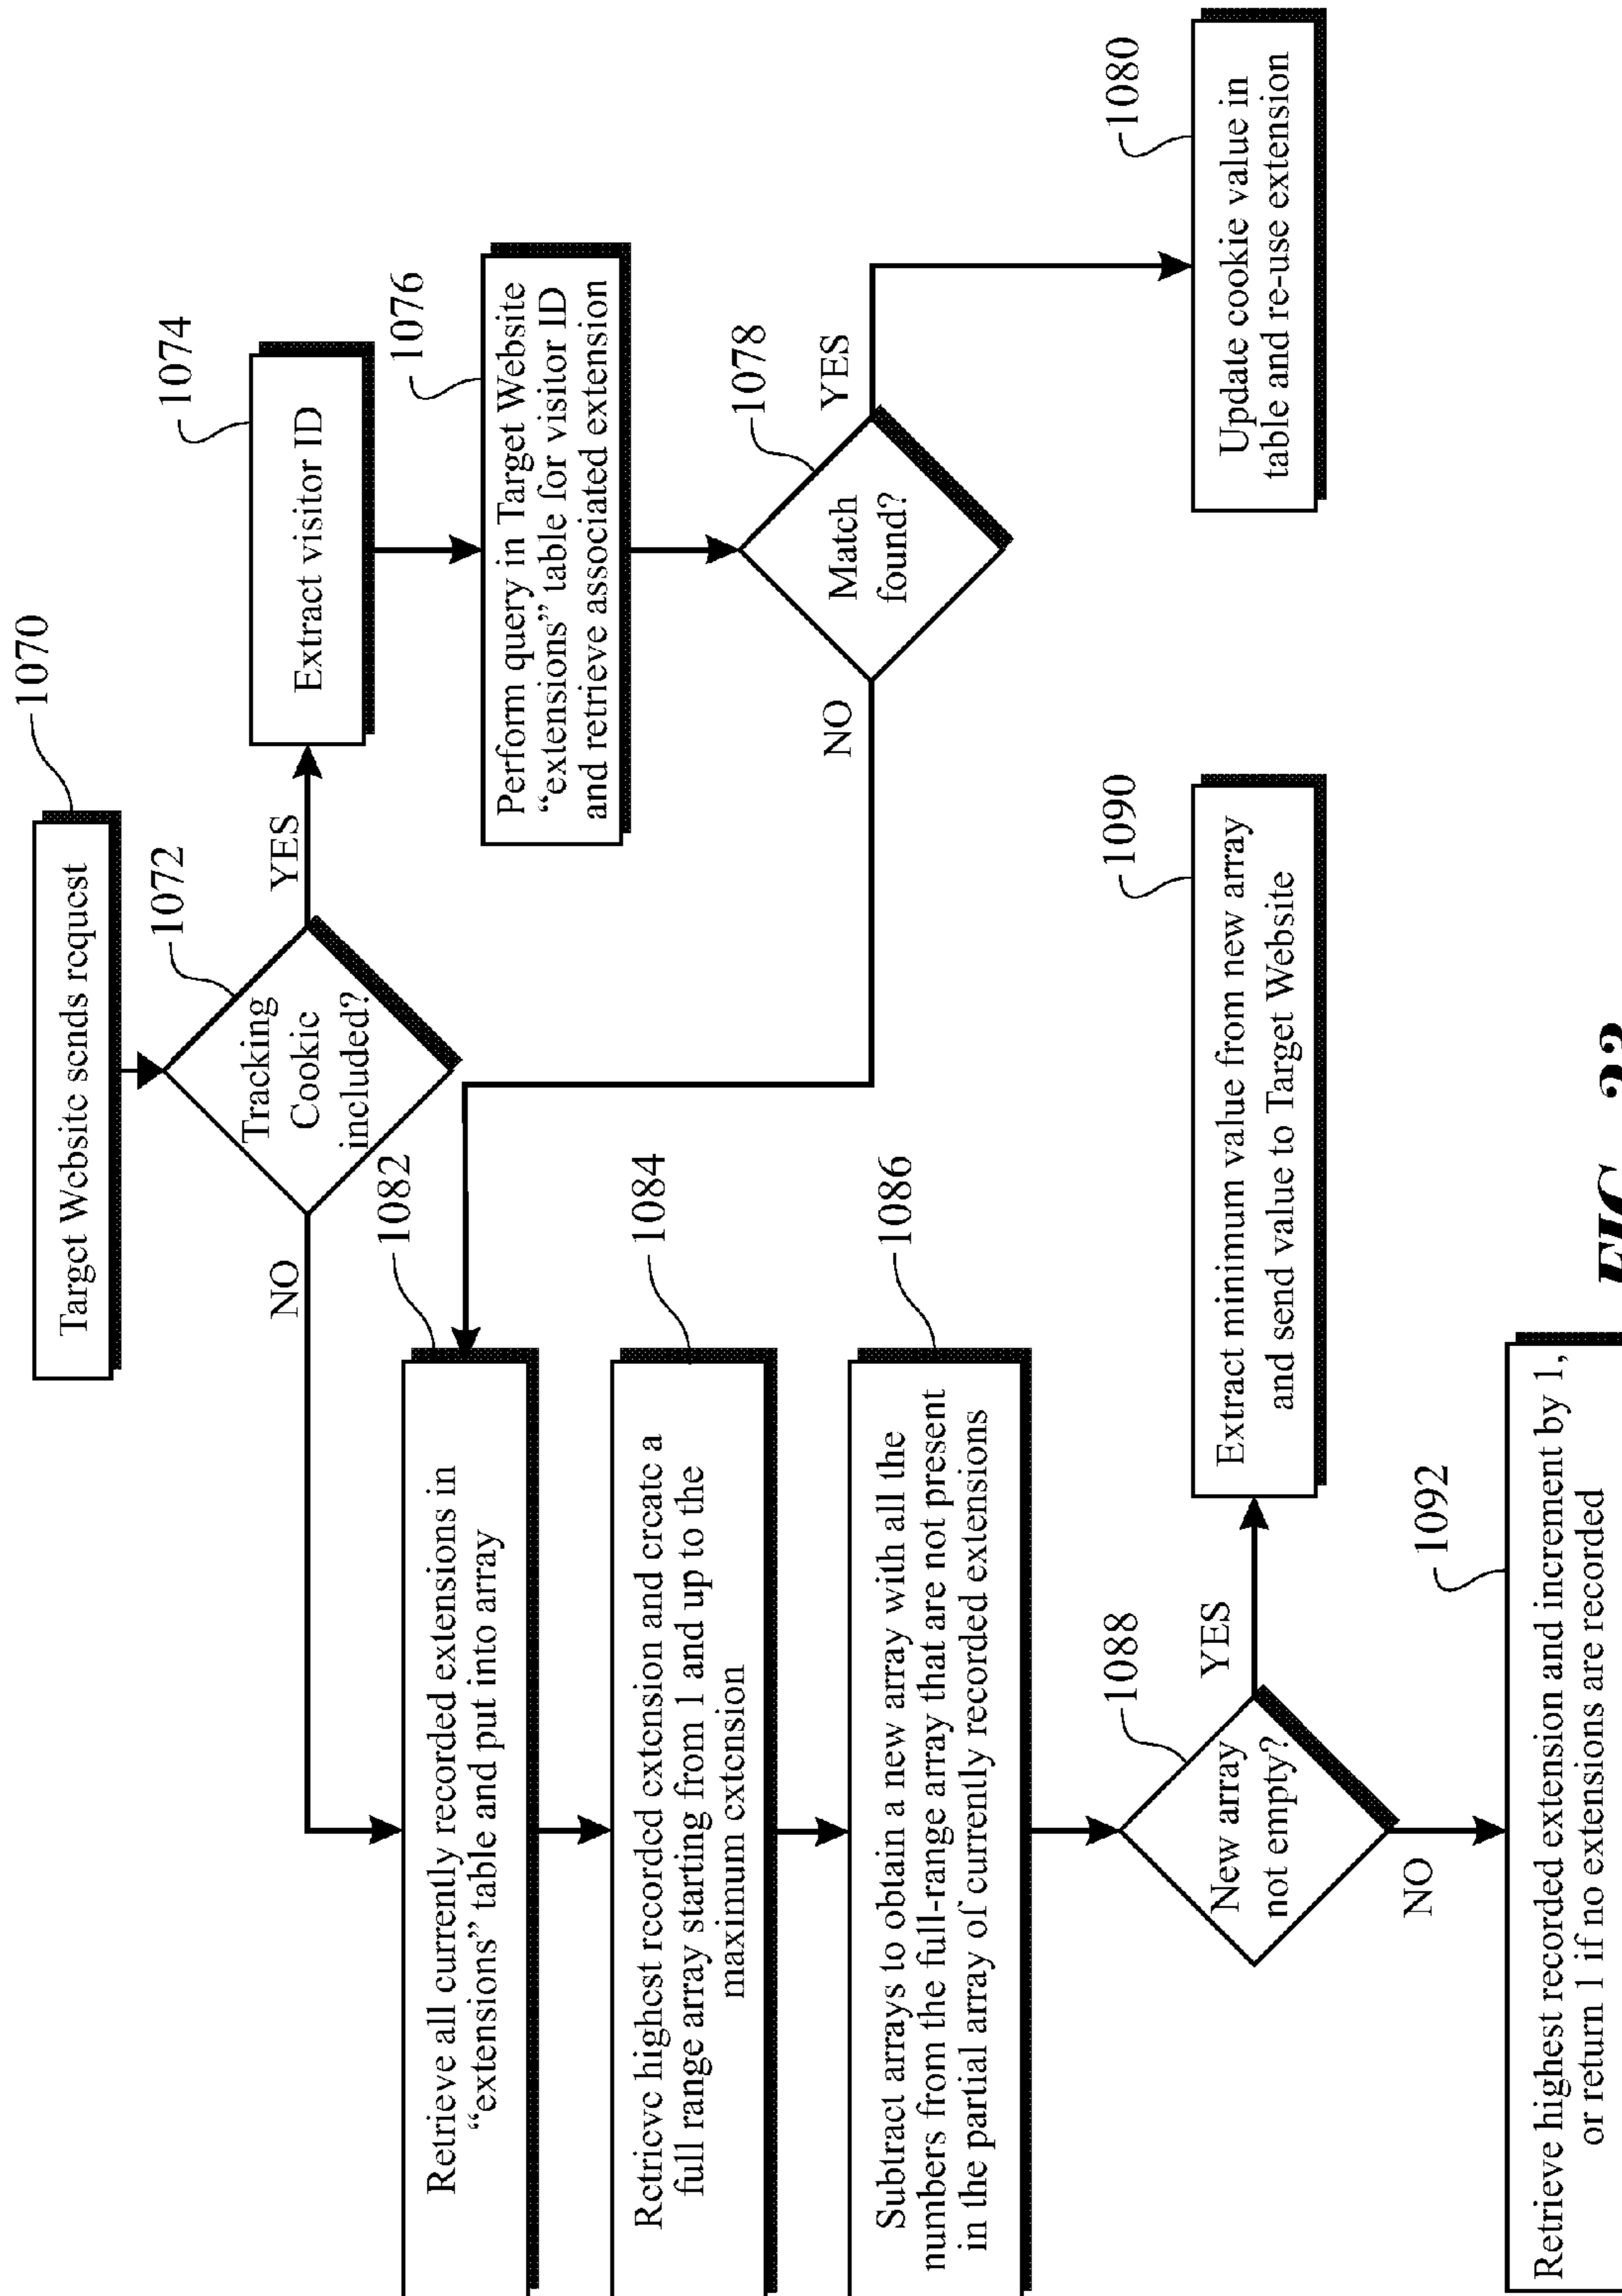 1070
Target Website sends request
1072
Tracking
Cookie
included?
YES
NO
1074
Extract visitor ID
1076
Perform query in Target Website
“extensions” table for visitor ID
and retrieve associated extension
1078
Match
found?
YES
NO
1080
Update cookie value in
table and re-use extension
1082
Retrieve all currently recorded extensions in
“extensions” table and put into array
1084
Retrieve highest recorded extension and create a
full range array starting from 1 and up to the
maximum extension
1086
Subtract arrays to obtain a new array with all the
numbers from the full-range array that are not present
in the partial array of currently recorded extensions
1088
New array
not empty?
YES
NO
1090
Extract minimum value from new array
and send value to Target Website
1092
Retrieve highest recorded extension and increment by 1,
or return 1 if no extensions are recorded